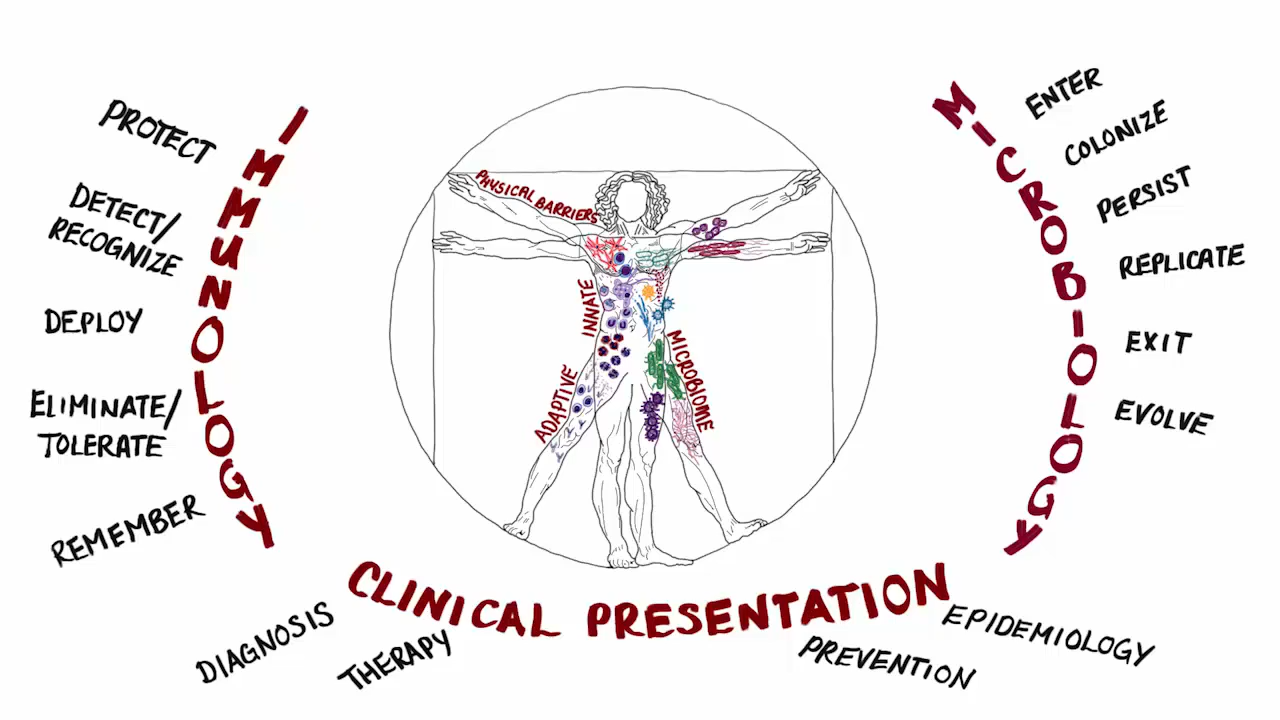 IMMUNOLOGY
PROTECT
DETECT/
RECOGNIZE
DEPLOY
ELIMINATE/
TOLERATE
REMEMBER
PHYSICAL BARRIERS
INNATE
ADAPTIVE
MICROBIOME
MICROBIOLOGY
ENTER
COLONIZE
PERSIST
REPLICATE
EXIT
EVOLVE
CLINICAL PRESENTATION
DIAGNOSIS
THERAPY
PREVENTION
EPIDEMIOLOGY